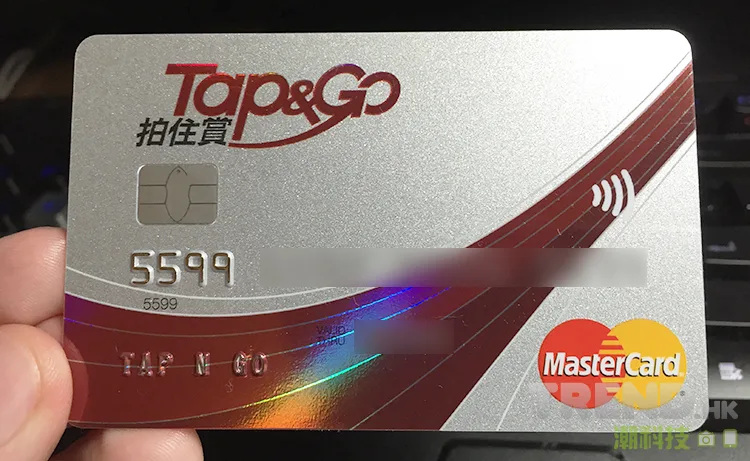 Tap&Go
拍住賞
5599
5599
VALID
THRU
TAP N GO
MasterCard
TREND.HK
潮科技